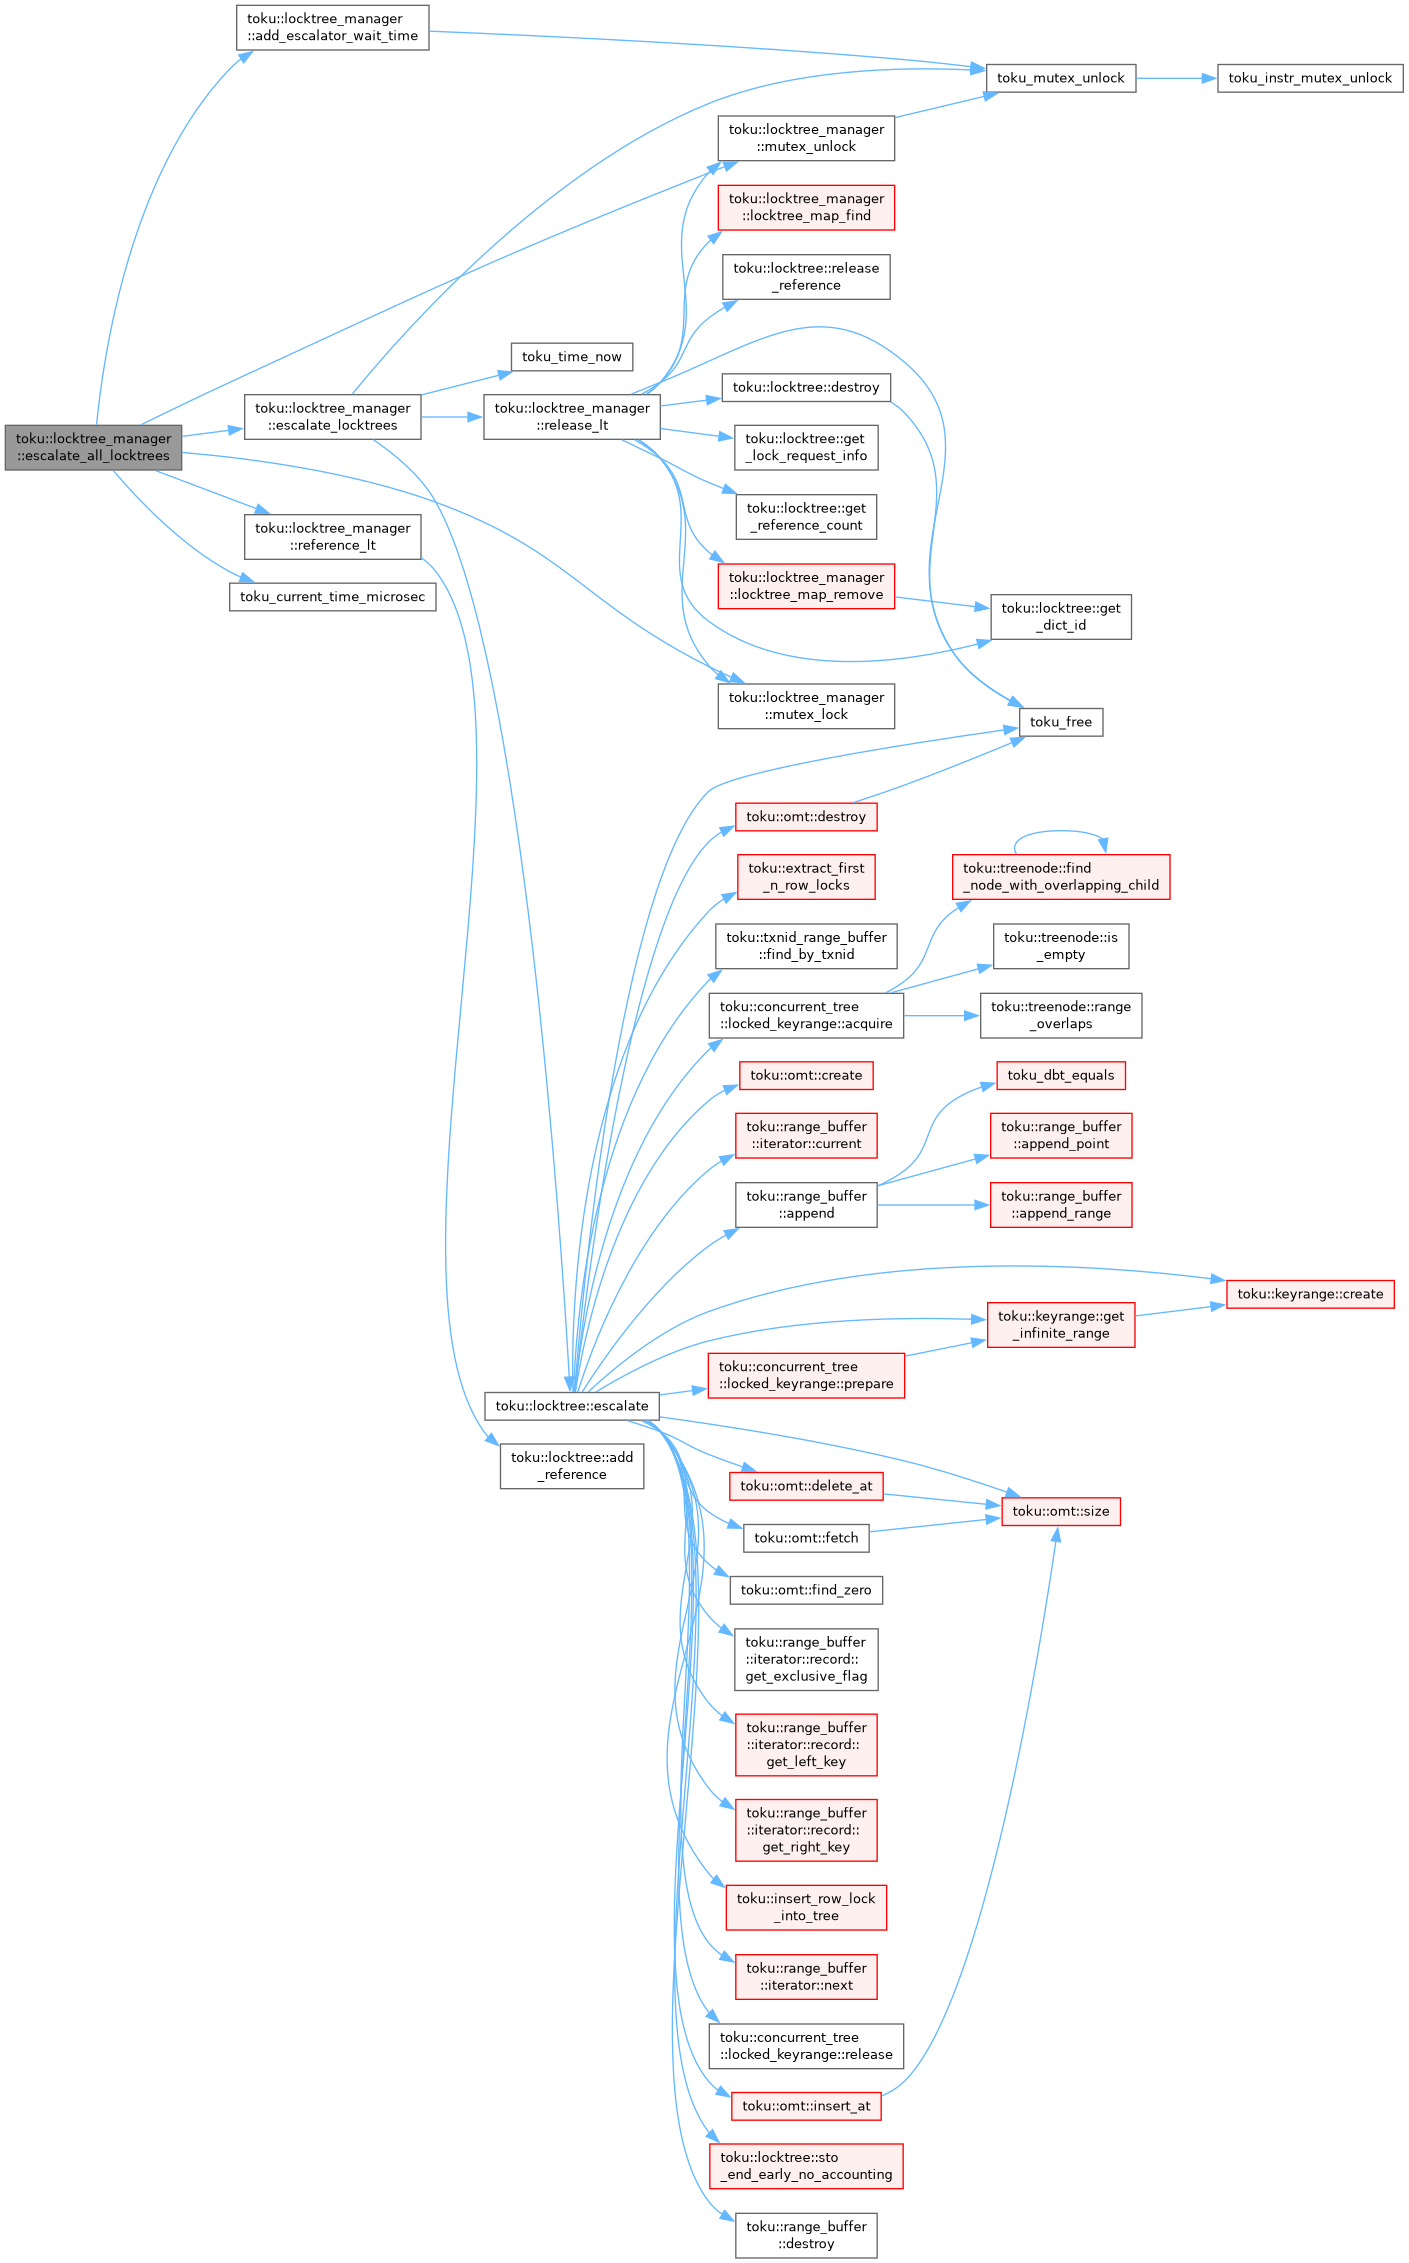 toku::locktree_manager
::add_escalator_wait_time
toku_mutex_unlock
toku_instr_mutex_unlock
toku::locktree_manager
::mutex_unlock
toku::locktree_manager
::locktree_map_find
toku::locktree::release
_reference
toku_time_now
toku::locktree::destroy
toku::locktree_manager
::escalate_locktrees
toku::locktree_manager
::release_lt
toku::locktree_manager
::escalate_all_locktrees
toku::locktree::get
_lock_request_info
toku::locktree::get
_reference_count
toku::locktree_manager
::reference_lt
toku_current_time_microsec
toku::locktree_manager
::locktree_map_remove
toku::locktree::get
_dict_id
toku::locktree_manager
::mutex_lock
toku_free
toku::omt::destroy
toku::extract_first
_n_row_locks
toku::treenode::find
_node_with_overlapping_child
toku::txnid_range_buffer
::find_by_txnid
toku::treenode::is
_empty
toku::concurrent_tree
::locked_keyrange::acquire
toku::treenode::range
_overlaps
toku::omt::create
toku_dbt_equals
toku::range_buffer
::iterator::current
toku::range_buffer
::append_point
toku::range_buffer
::append
toku::range_buffer
::append_range
toku::keyrange::create
toku::keyrange::get
_infinite_range
toku::concurrent_tree
::locked_keyrange::prepare
toku::locktree::escalate
toku::locktree::add
_reference
toku::omt::delete_at
toku::omt::size
toku::omt::fetch
toku::omt::find_zero
toku::range_buffer
::iterator::record::
get_exclusive_flag
toku::range_buffer
::iterator::record::
get_left_key
toku::range_buffer
::iterator::record::
get_right_key
toku::insert_row_lock
_into_tree
toku::range_buffer
::iterator::next
toku::concurrent_tree
::locked_keyrange::release
toku::omt::insert_at
toku::locktree::sto
_end_early_no_accounting
toku::range_buffer
::destroy